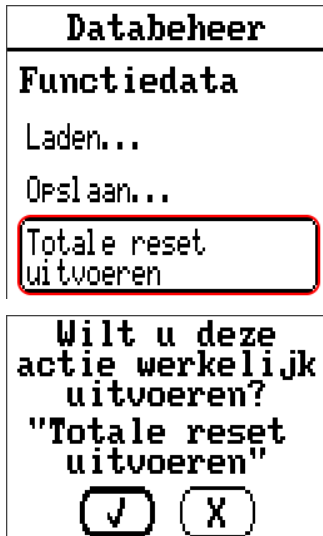 Databeheer
Functiedata
Laden...
Opslaan...
Totale reset
uitvoeren
Wilt u deze
actie werkelijk
uitvoeren?
"Totale reset
uitvoeren"
√ X